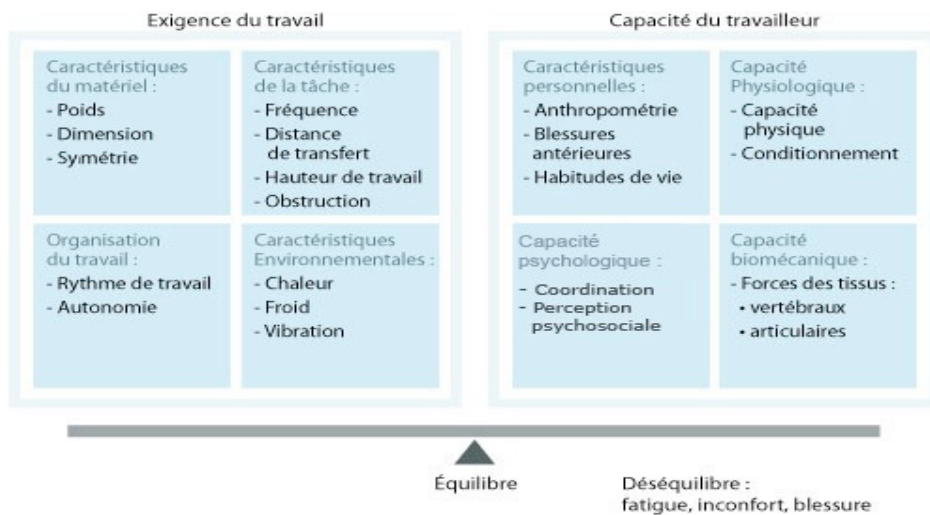 Exigence du travail
Caractéristiques
du matériel :
- Poids
- Dimension
- Symétrie
Caractéristiques
de la tâche :
- Fréquence
- Distance
de transfert
- Hauteur de travail
- Obstruction
Organisation
du travail :
- Rythme de travail
- Autonomie
Caractéristiques
Environnementales :
- Chaleur
- Froid
- Vibration
Capacité du travailleur
Caractéristiques
personnelles :
- Anthropométrie
- Blessures
antérieures
- Habitudes de vie
Capacité
Physiologique :
- Capacité
physique
- Conditionnement
Capacité
psychologique :
- Coordination
- Perception
psychosociale
Capacité
biomécanique :
- Forces des tissus :
• vertébraux
• articulaires
Équilibre
Déséquilibre :
fatigue, inconfort, blessure